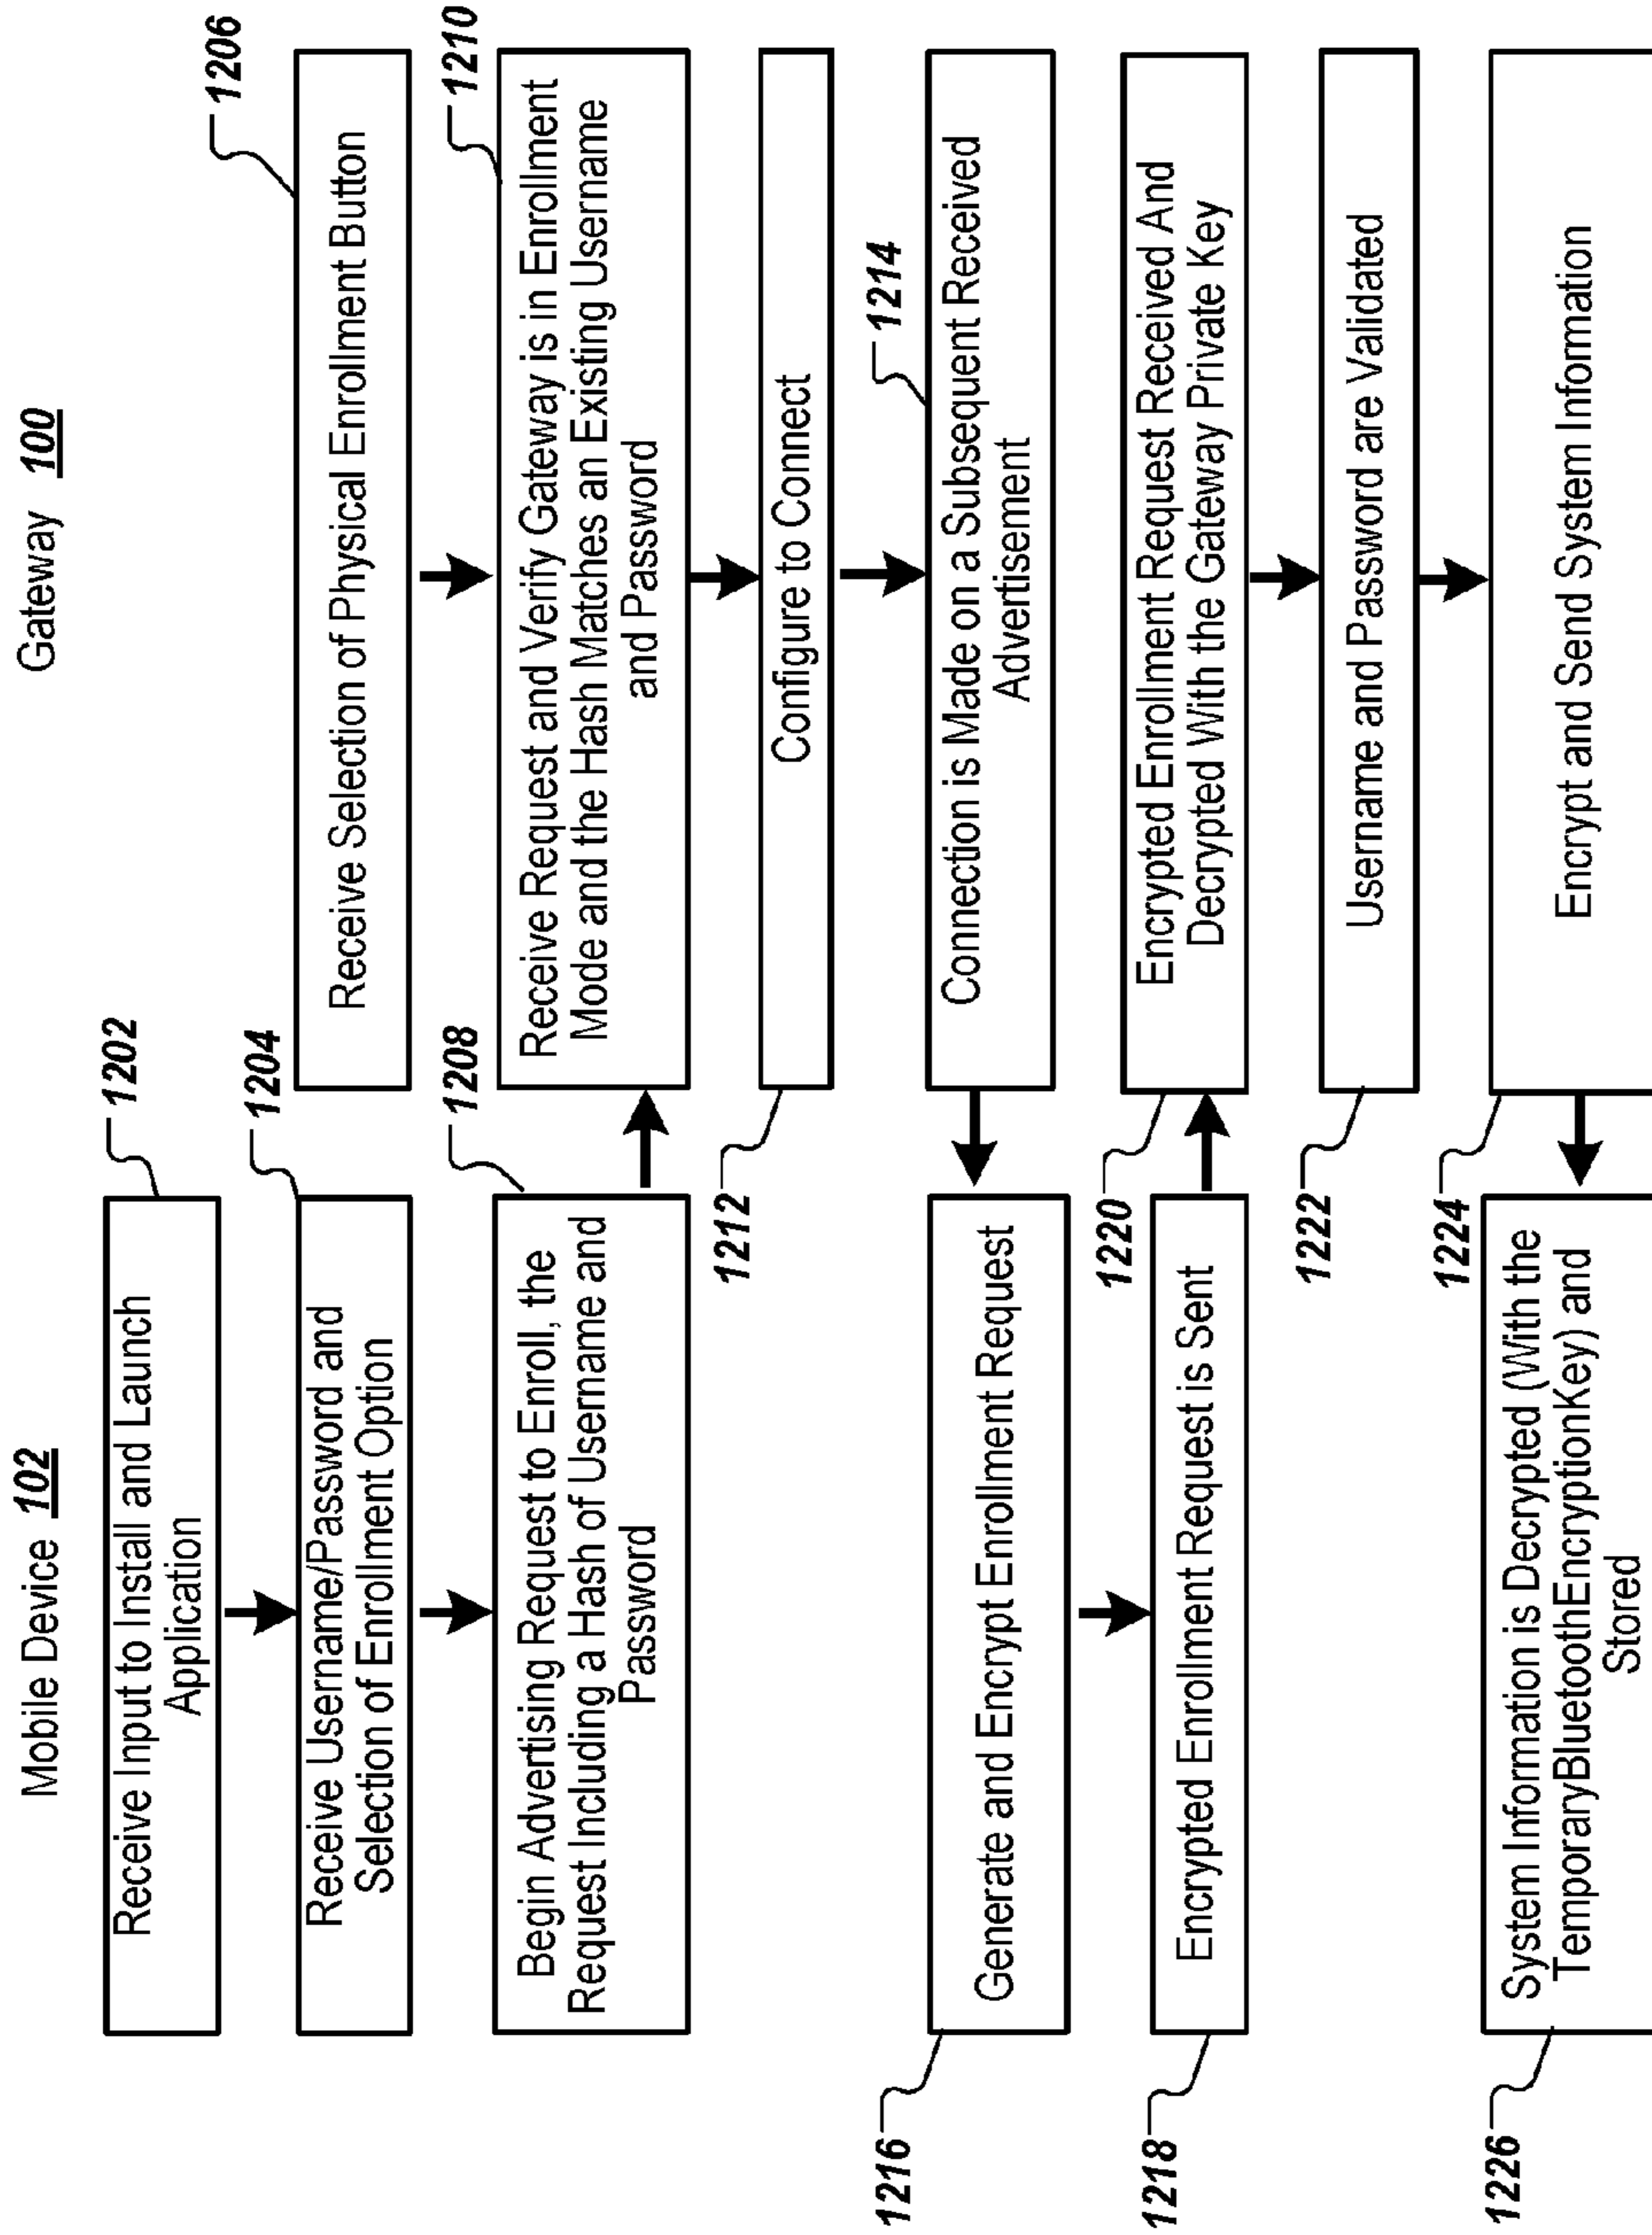 Mobile Device 102
Gateway 100
1202
Receive Input to Install and Launch
Application
1204
Receive Username/Password and
Selection of Enrollment Option
1206
Receive Selection of Physical Enrollment Button
1208
Begin Advertising Request to Enroll, the
Request Including a Hash of Username and
Password
1210
Receive Request and Verify Gateway is in Enrollment
Mode and the Hash Matches an Existing Username
and Password
1212
Configure to Connect
1214
Connection is Made on a Subsequent Received
Advertisement
1216
Generate and Encrypt Enrollment Request
1218
Encrypted Enrollment Request is Sent
1220
Encrypted Enrollment Request Received And
Decrypted With the Gateway Private Key
1222
Username and Password are Validated
1224
Encrypt and Send System Information
1226
System Information is Decrypted (With the
TemporaryBluetoothEncryptionKey) and
Stored